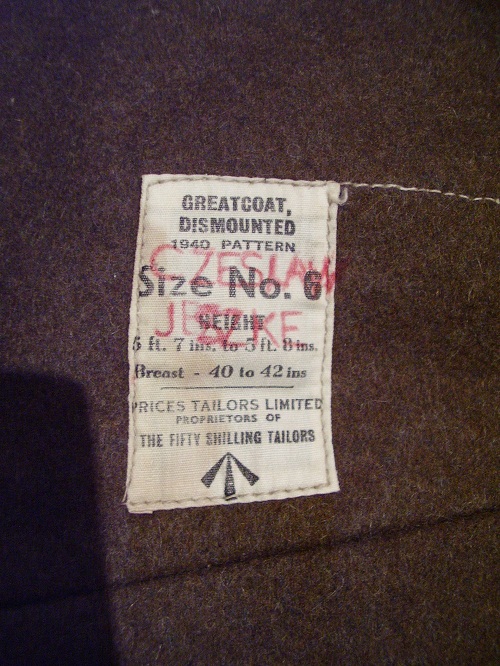 GREATCOAT,
DISMOUNTED
1940 PATTERN
CZESLAW
Size No. 6
HEIGHT
5 ft. 7 ins. to 5 ft. 8 ins.
Breast - 40 to 42 ins
PRICES TAILORS LIMITED
PROPRIETORS OF
THE FIFTY SHILLING TAILORS